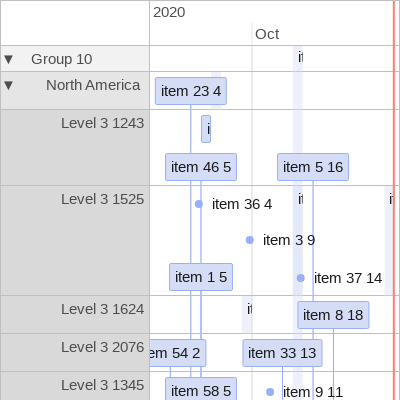 2020
Oct
▼ Group 10
▼ North America
item 23 4
Level 3 1243
item 46 5
item 5 16
Level 3 1525
item 36 4
item 3 9
item 37 14
item 1 5
Level 3 1624
item 8 18
Level 3 2076
em 54 2
item 33 13
Level 3 1345
item 58 5
item 9 11